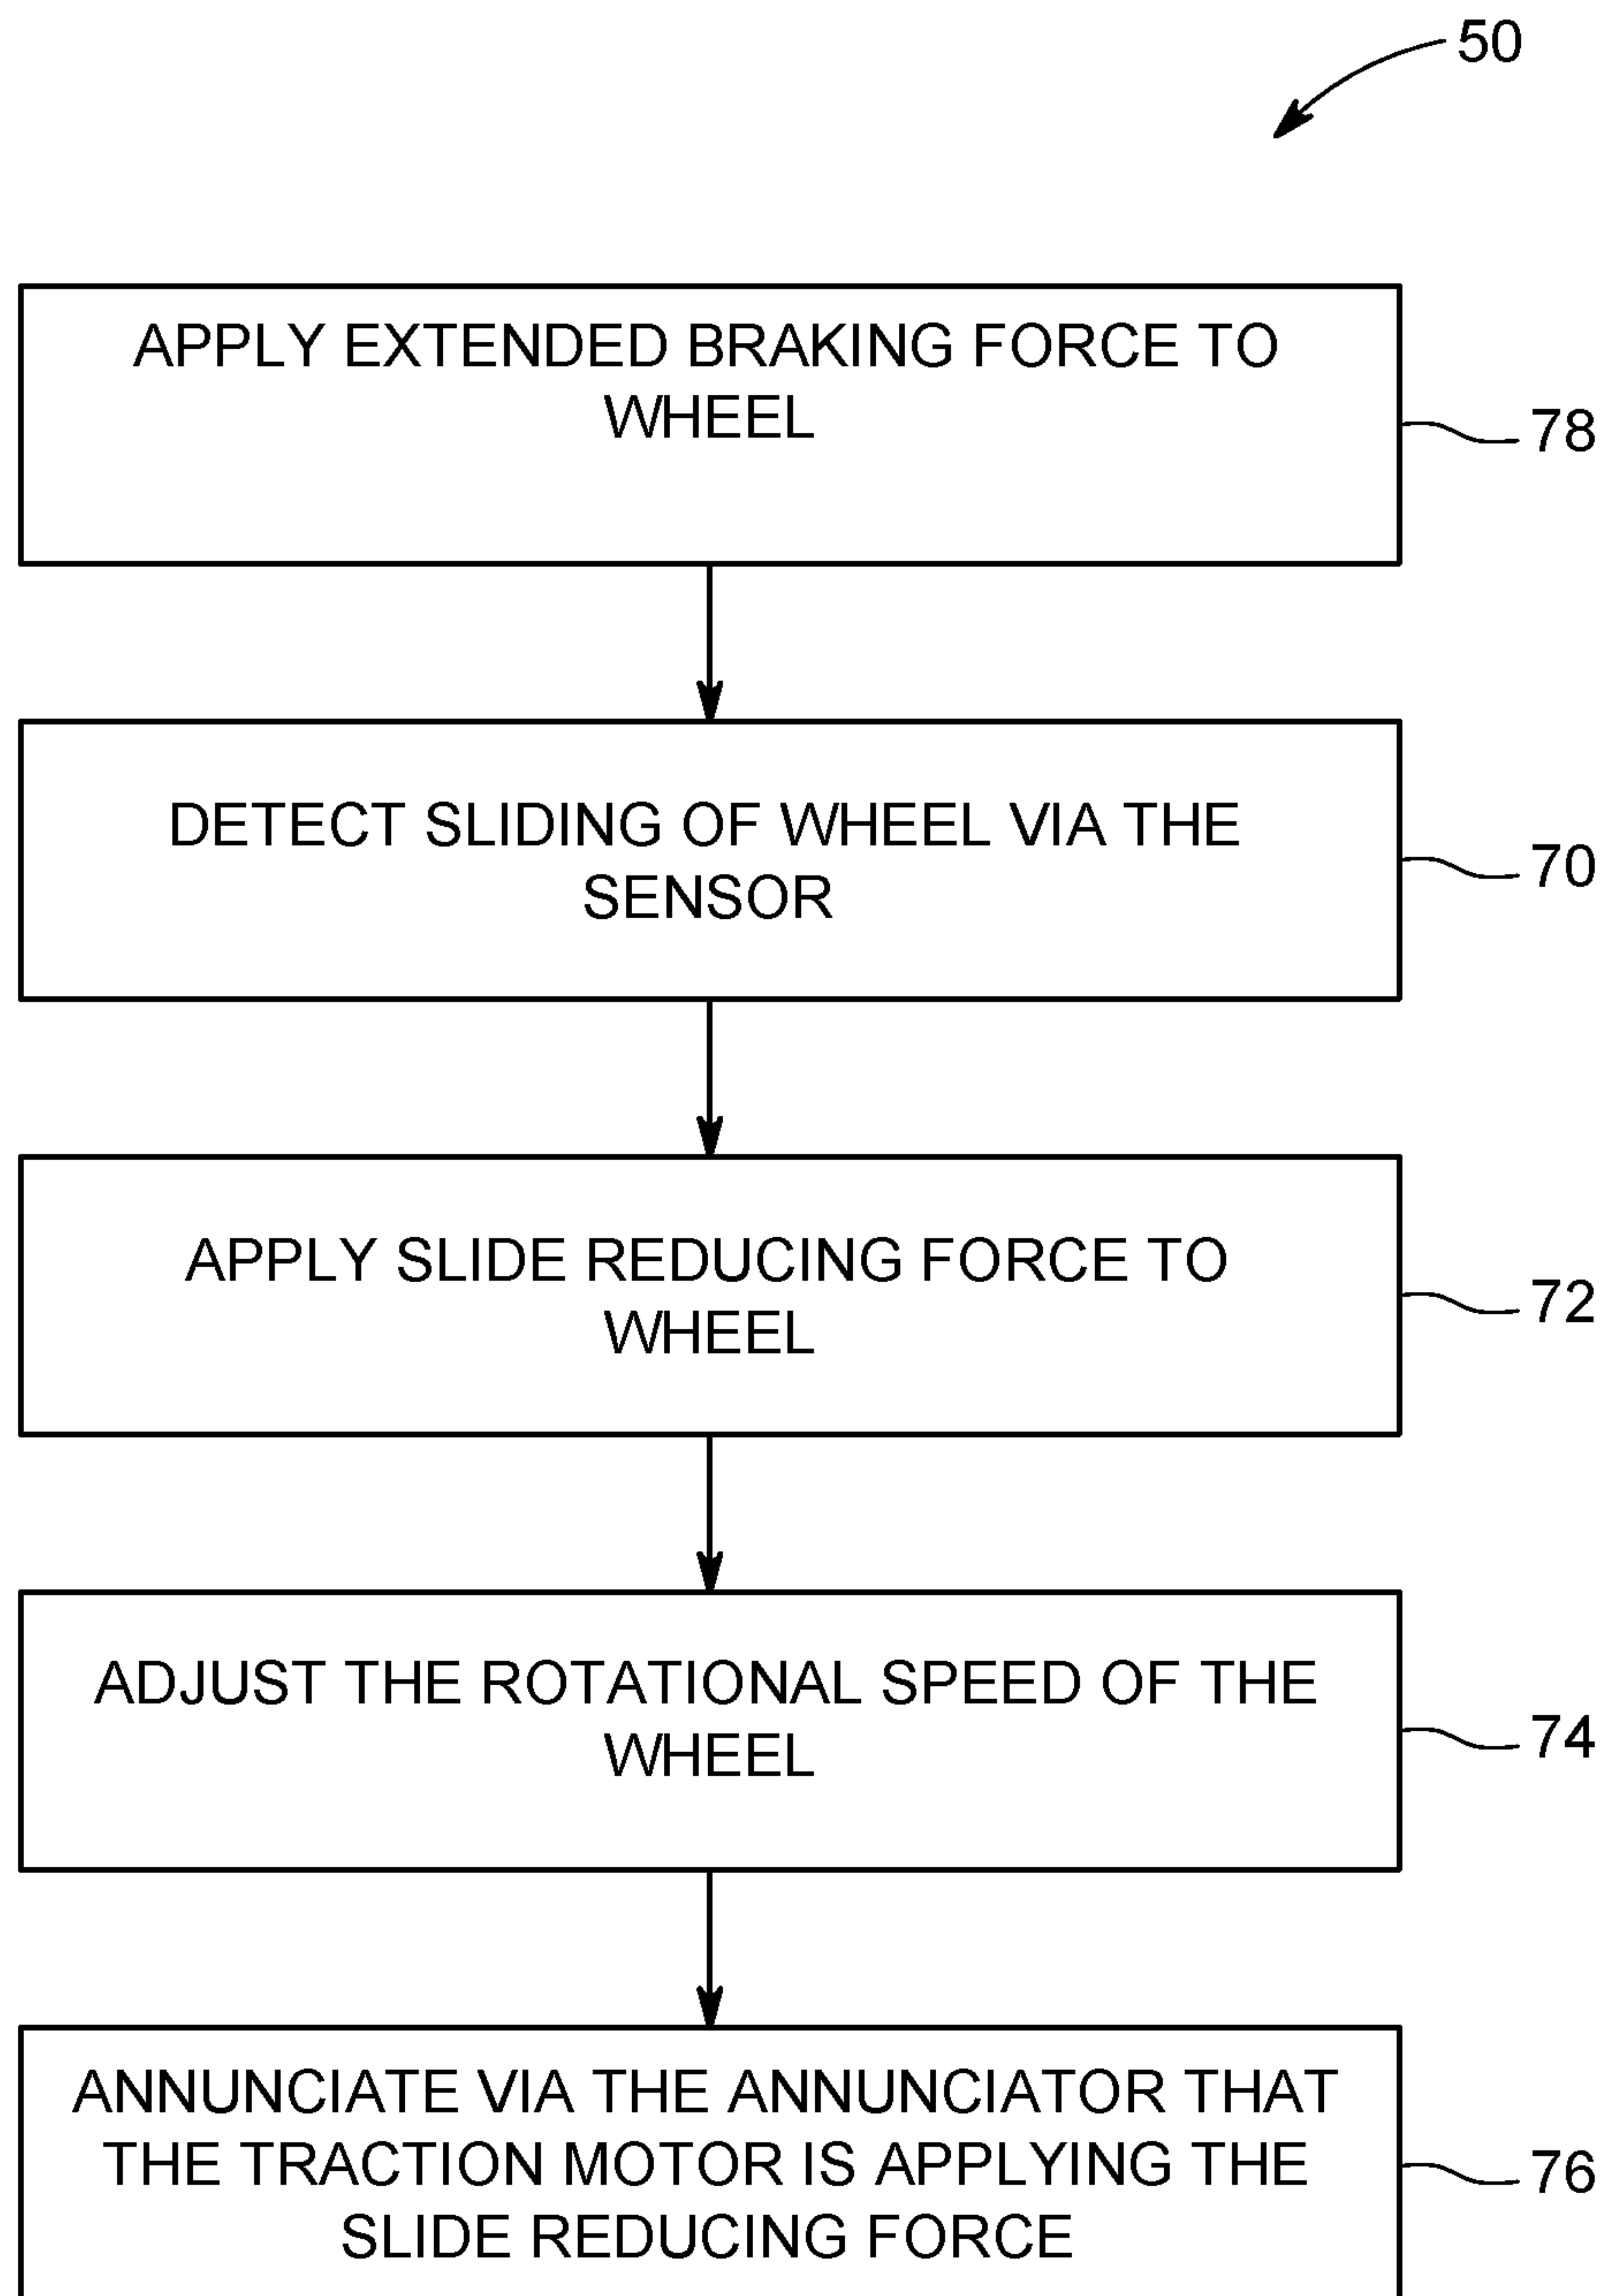 50
APPLY EXTENDED BRAKING FORCE TO
WHEEL
78
DETECT SLIDING OF WHEEL VIA THE
SENSOR
70
APPLY SLIDE REDUCING FORCE TO
WHEEL
72
ADJUST THE ROTATIONAL SPEED OF THE
WHEEL
74
ANNUNCIATE VIA THE ANNUNCIATOR THAT
THE TRACTION MOTOR IS APPLYING THE
SLIDE REDUCING FORCE
76